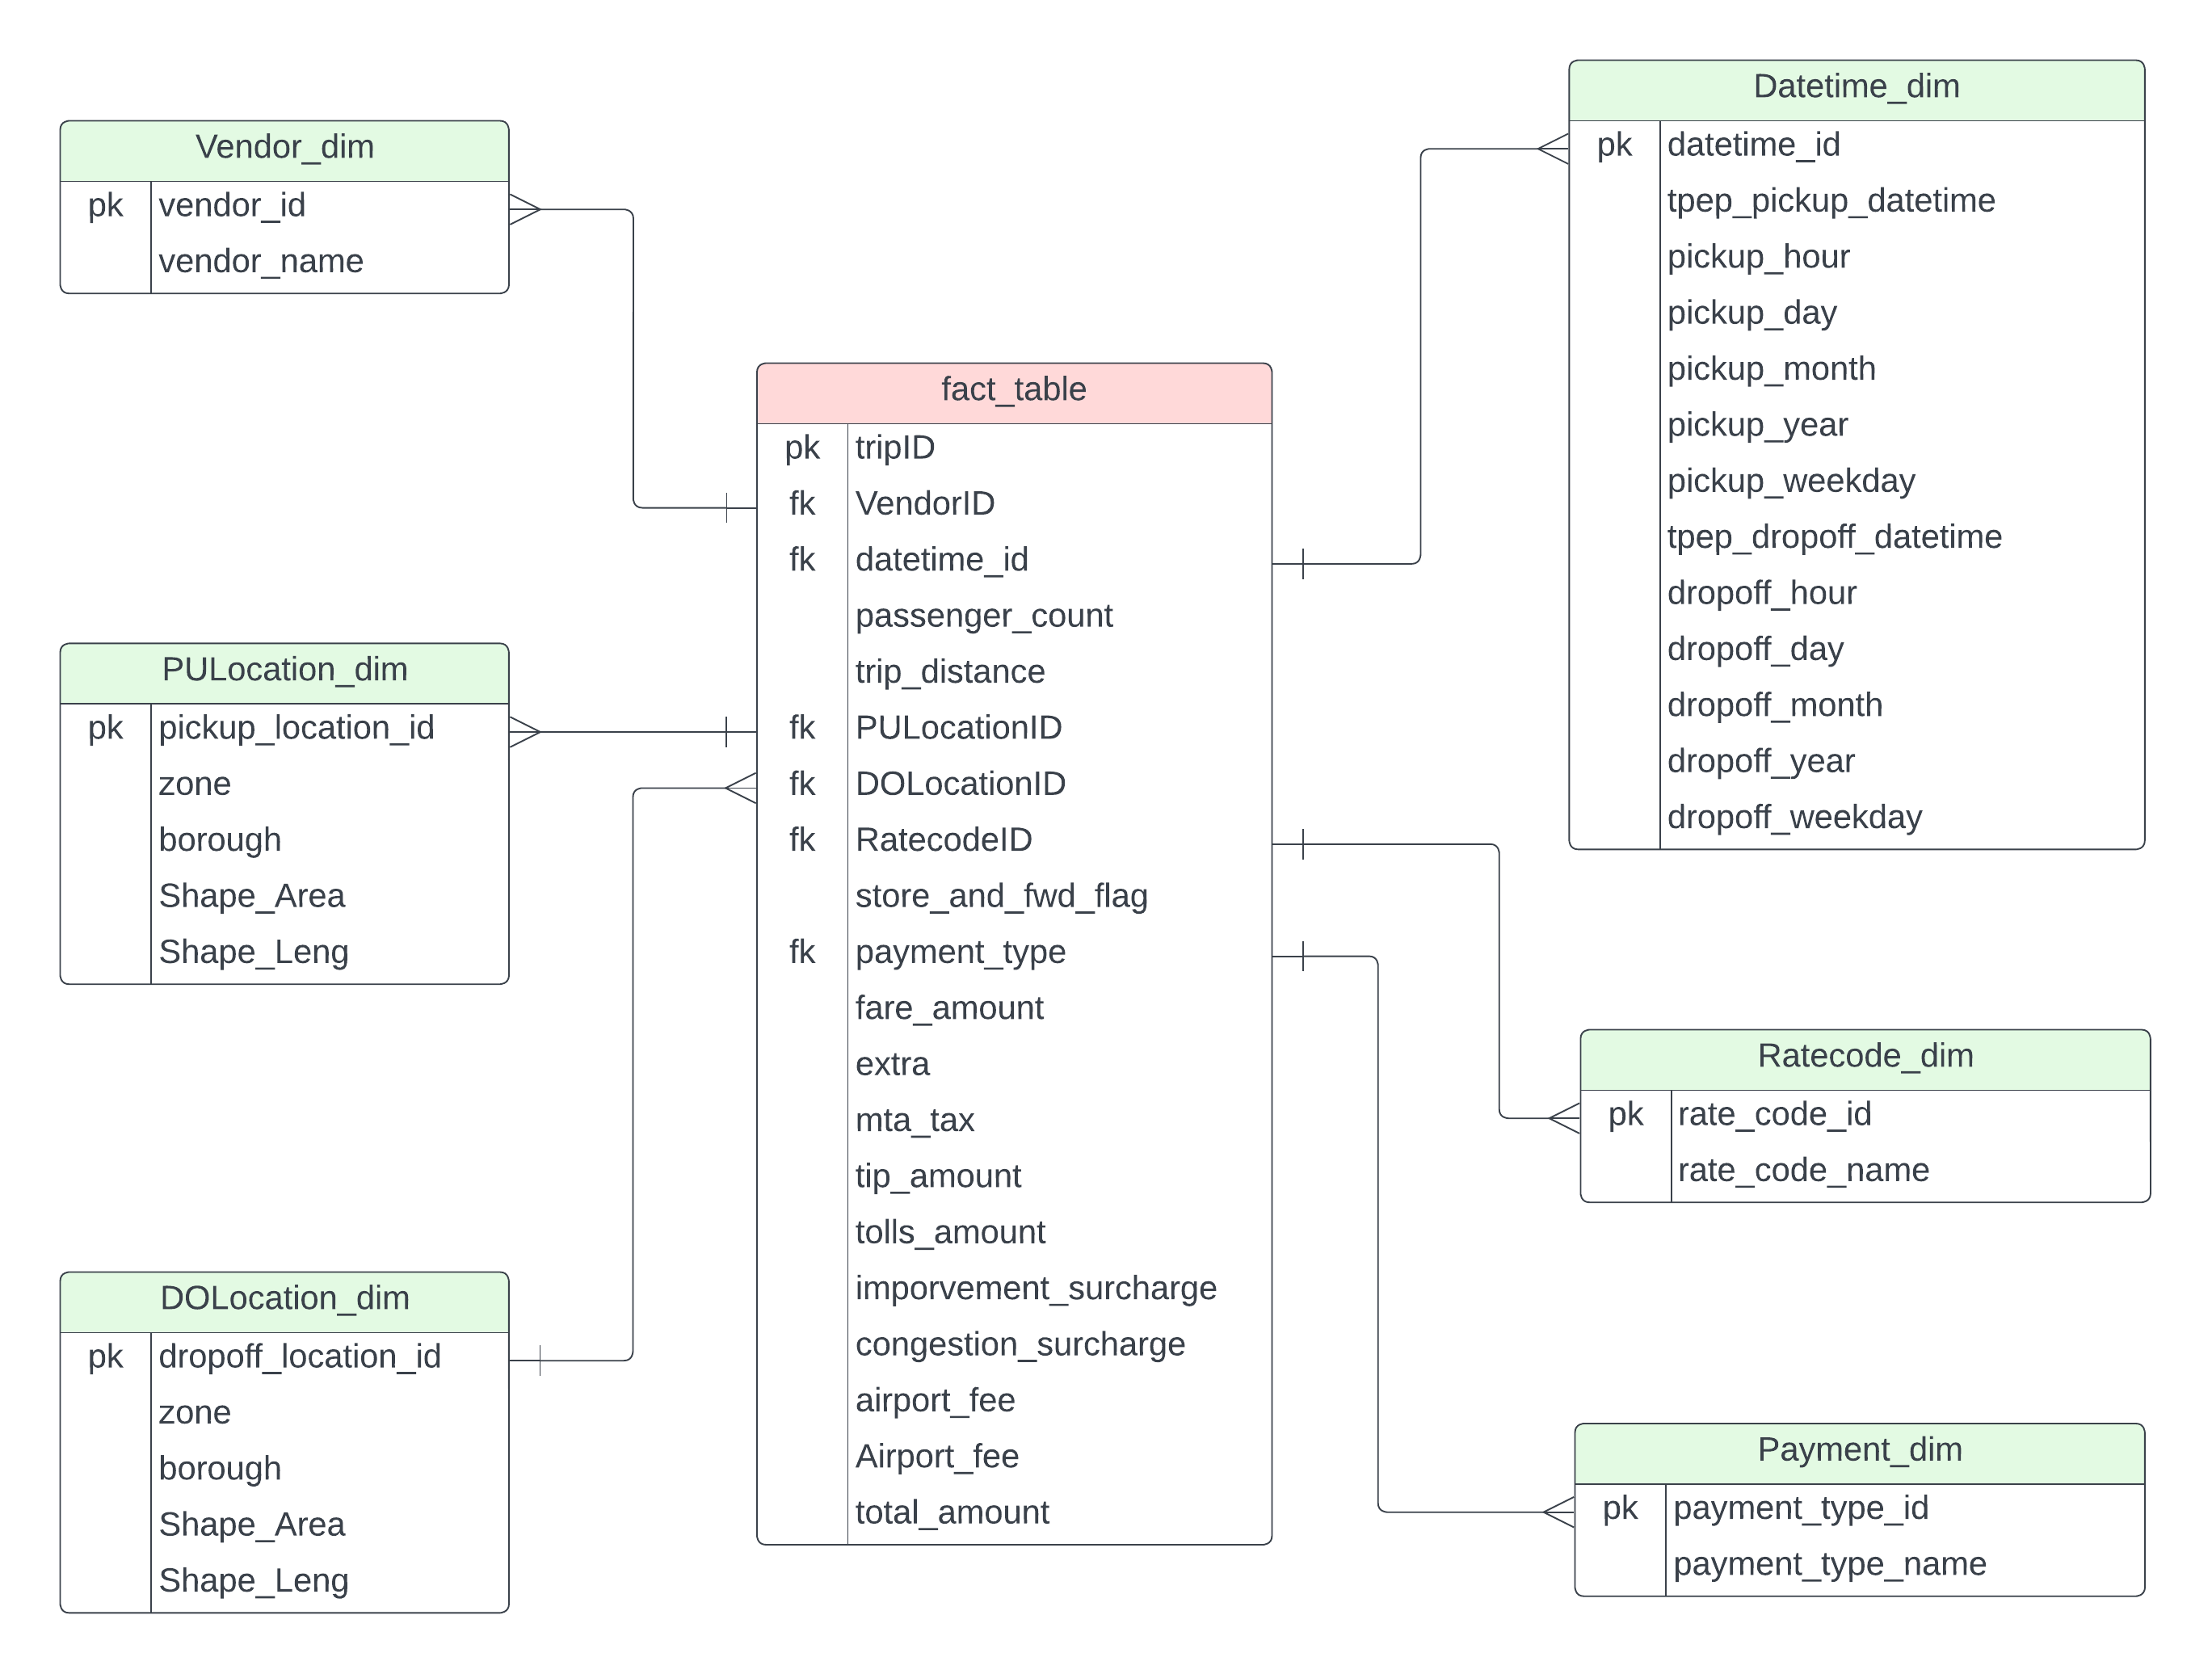 Vendor_dim
pk vendor_id
vendor_name
PULocation_dim
pk pickup_location_id
zone
borough
Shape_Area
Shape_Leng
DOLocation_dim
pk dropoff_location_id
zone
borough
Shape_Area
Shape_Leng
fact_table
pk tripID
fk VendorID
fk datetime_id
passenger_count
trip_distance
fk PULocationID
fk DOLocationID
fk RatecodeID
store_and_fwd_flag
fk payment_type
fare_amount
extra
mta_tax
tip_amount
tolls_amount
imporvement_surcharge
congestion_surcharge
airport_fee
Airport_fee
total_amount
Datetime_dim
pk datetime_id
tpep_pickup_datetime
pickup_hour
pickup_day
pickup_month
pickup_year
pickup_weekday
tpep_dropoff_datetime
dropoff_hour
dropoff_day
dropoff_month
dropoff_year
dropoff_weekday
Ratecode_dim
pk rate_code_id
rate_code_name
Payment_dim
pk payment_type_id
payment_type_name